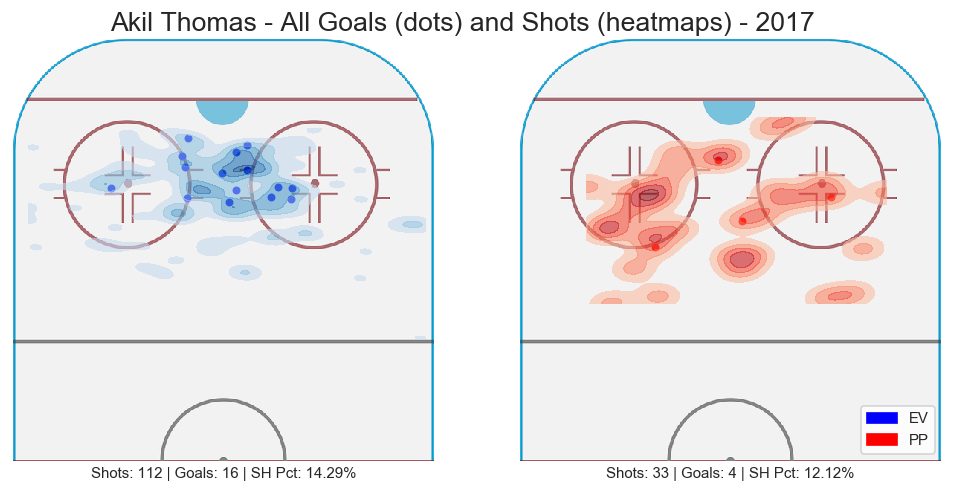 Akil Thomas - All Goals (dots) and Shots (heatmaps) - 2017
EV
PP
Shots: 112 | Goals: 16 | SH Pct: 14.29%
Shots: 33 | Goals: 4 | SH Pct: 12.12%